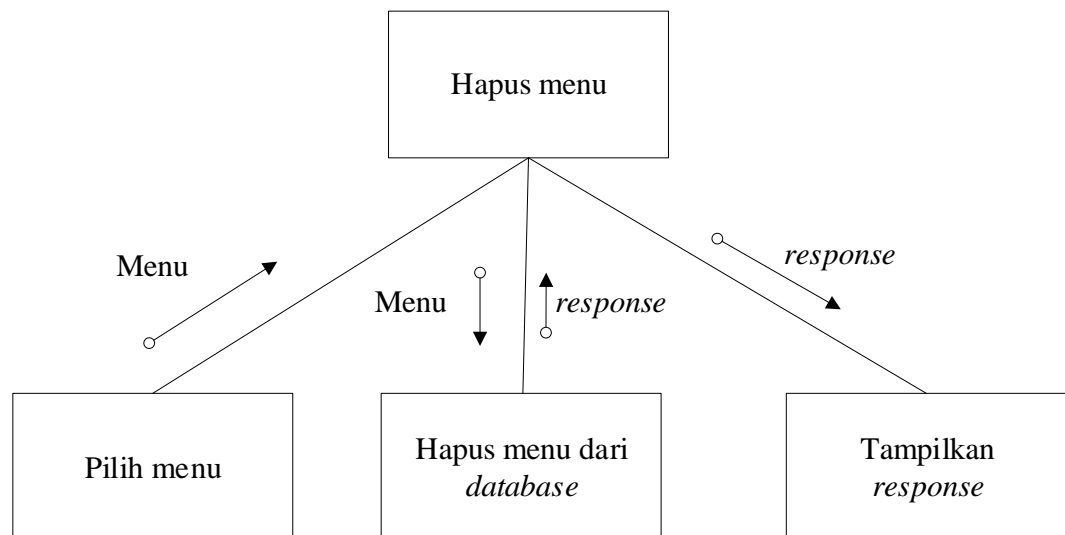 Hapus menu
Menu
Menu
response
response
Pilih menu
Hapus menu dari
database
Tampilkan
response